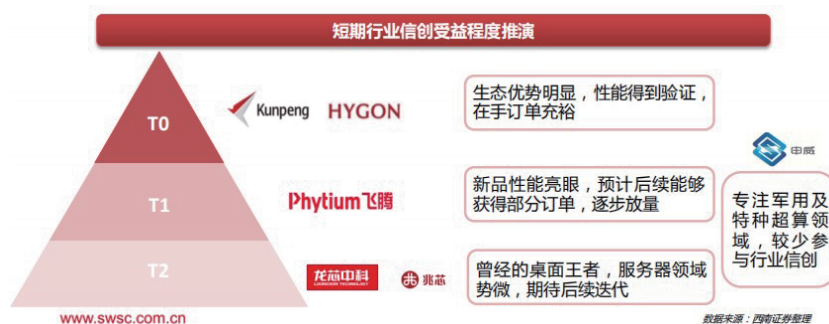 短期行业信创受益程度推演
T0
Kunpeng
HYGON
生态优势明显，性能得到验证，
在手订单充裕
申威
T1
Phytium飞腾
新品性能亮眼，预计后续能够
获得部分订单，逐步放量
专注军用及
特种超算领
域，较少参
与行业信创
T2
龙芯中科
LOONGSON TECHNOLOGY
兆芯
曾经的桌面王者，服务器领域
势微，期待后续迭代
www.swsc.com.cn
数据来源：西南证券整理